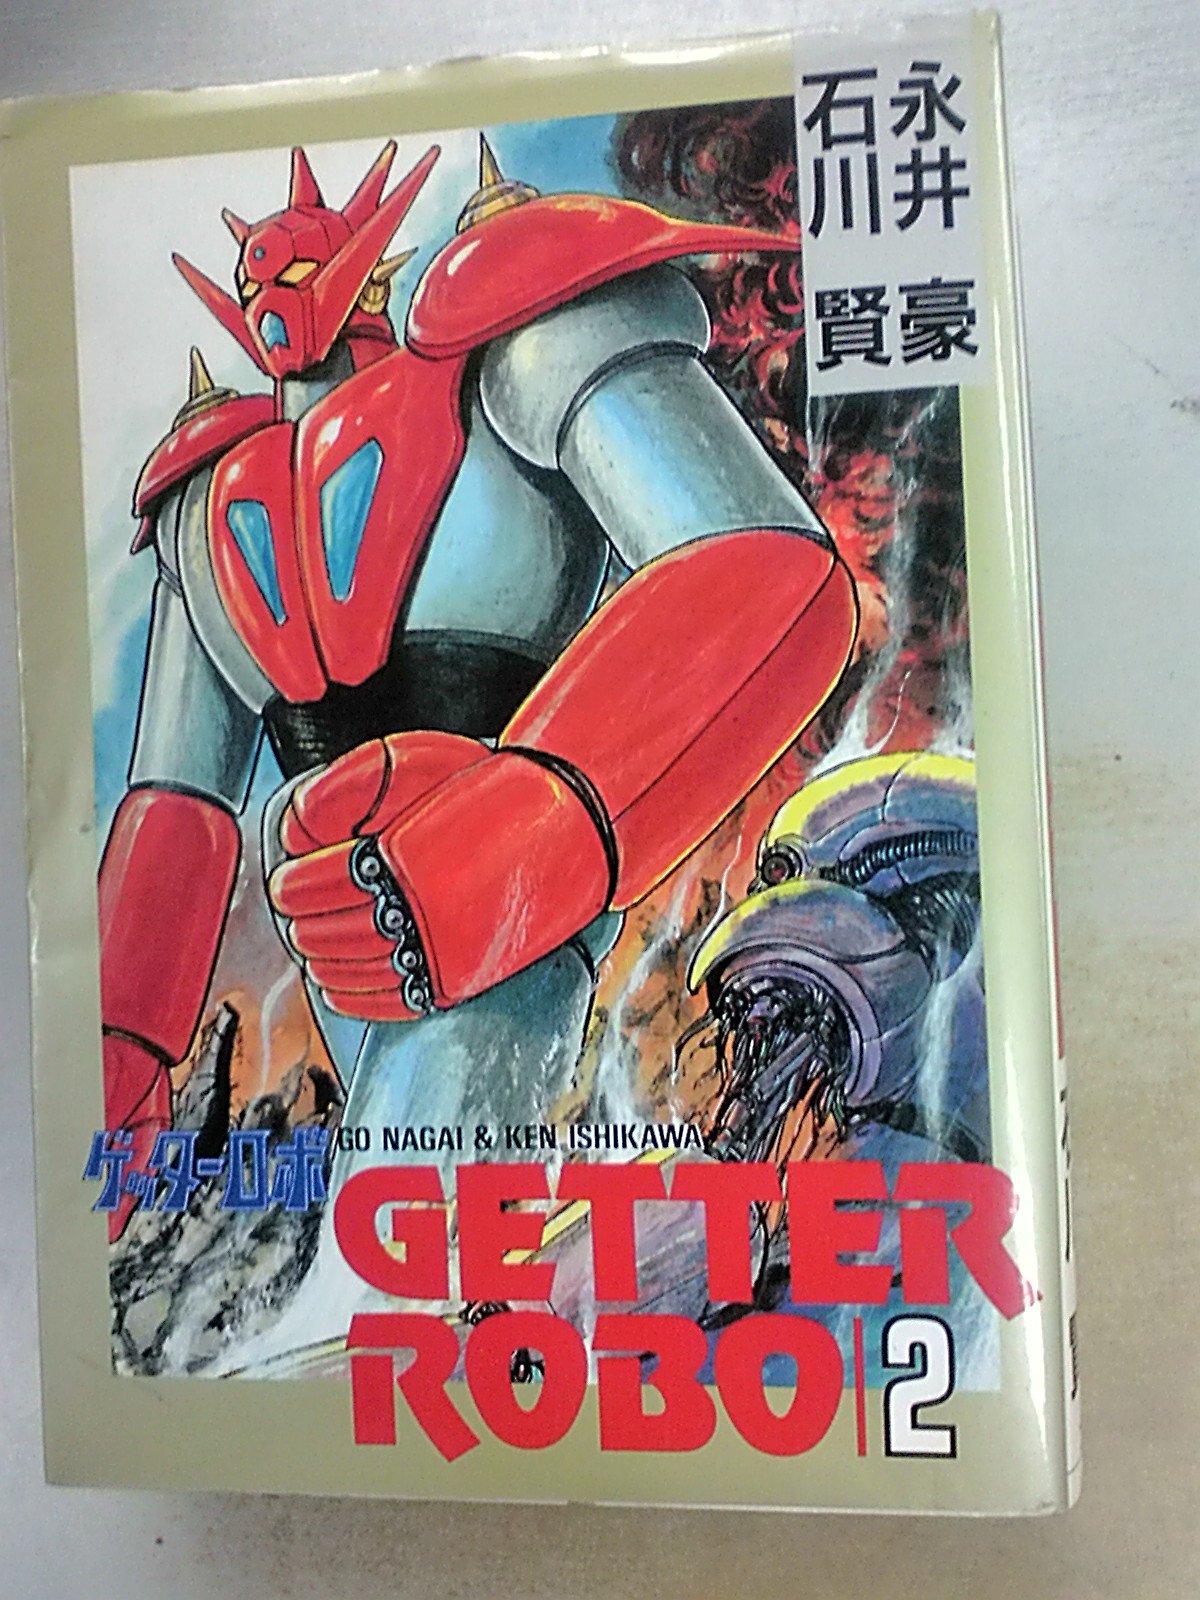 永井 豪
石川 賢
ゲッターロボ
GO NAGAI & KEN ISHIKAWA
GETTER
ROBO 2